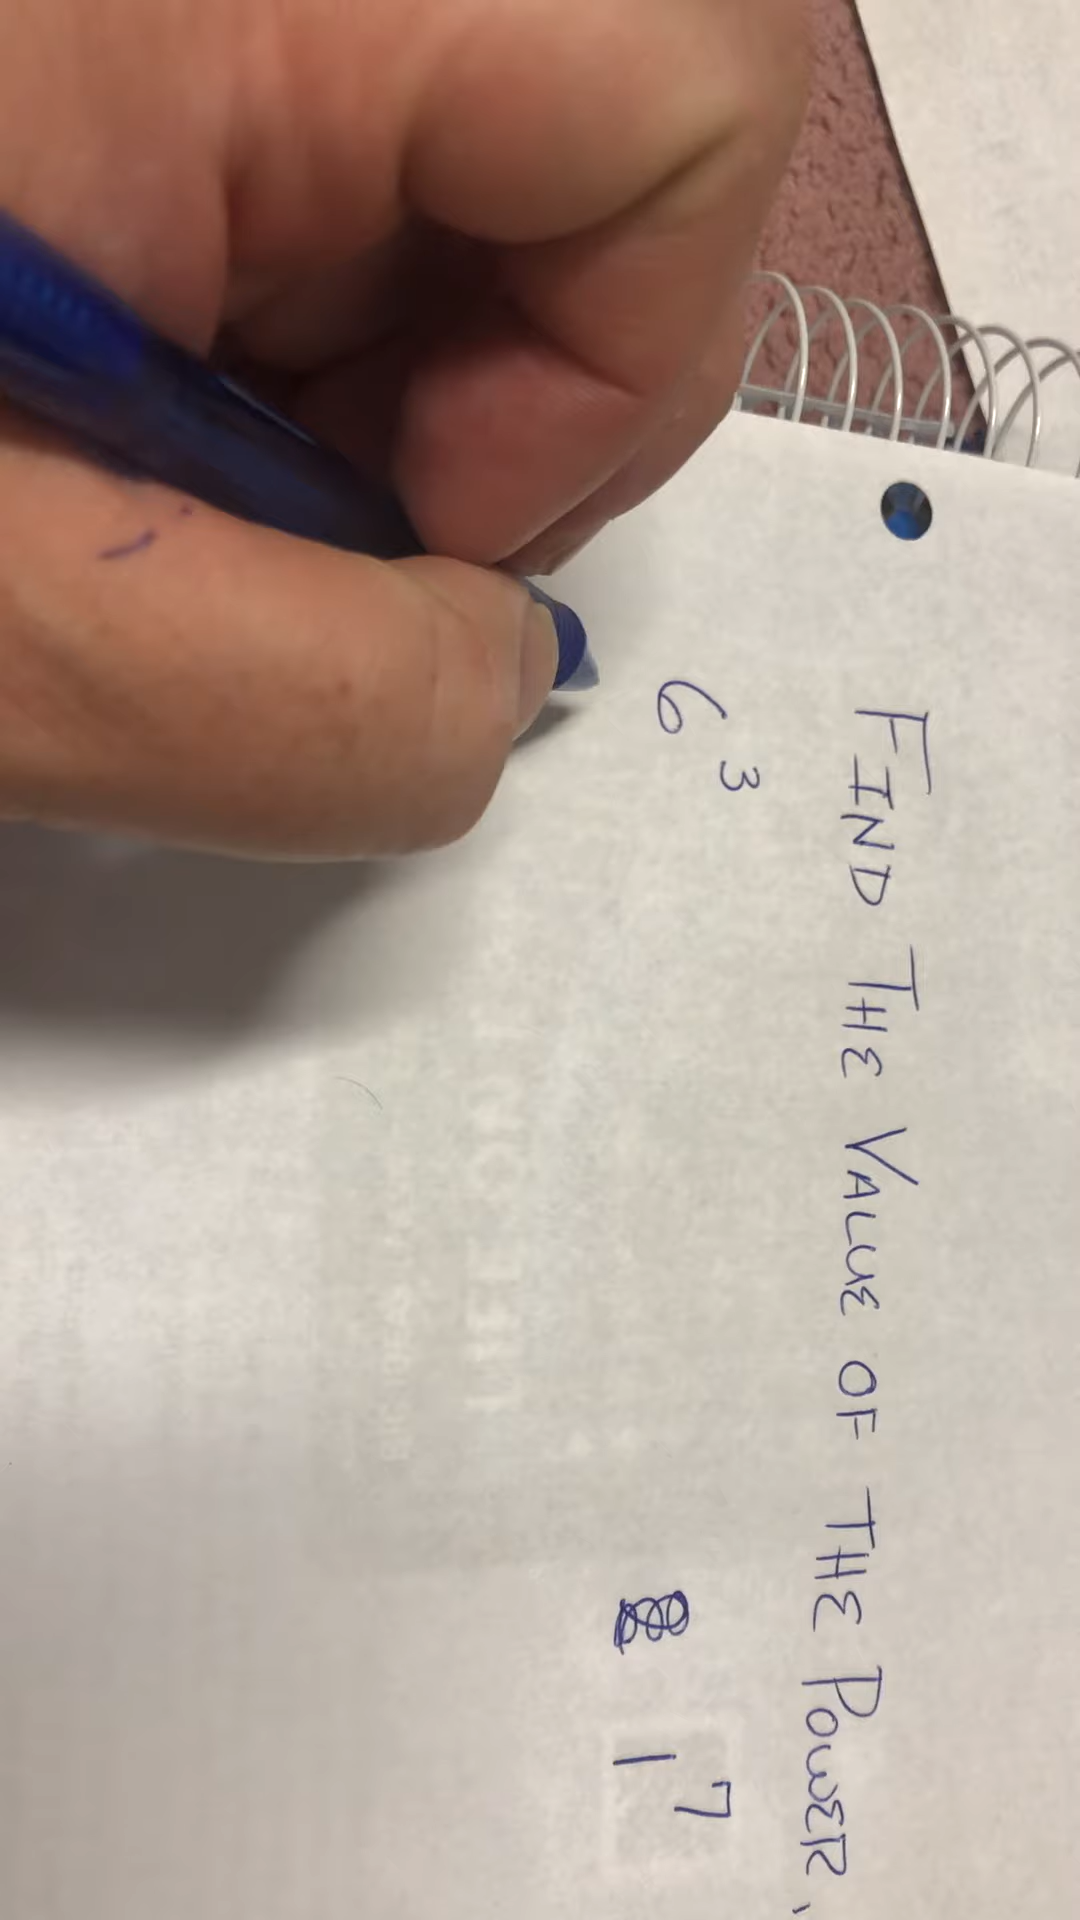 FIND THE VALUE OF THE POWER.
6³ 1⁷